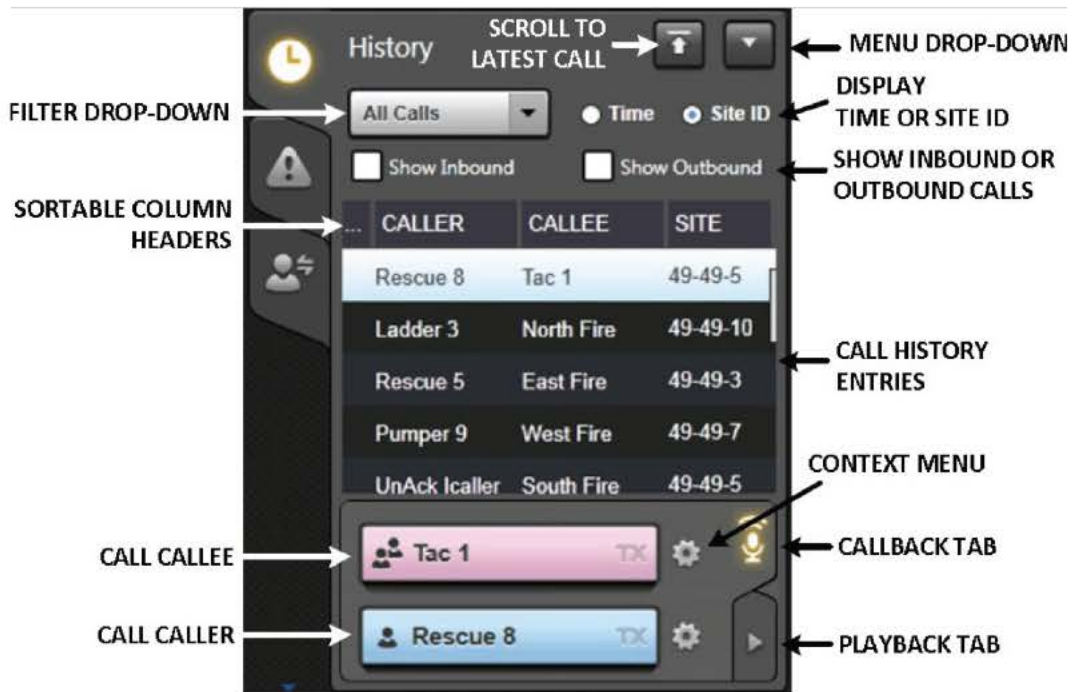 SCROLL TO
LATEST CALL
History
MENU DROP-DOWN
FILTER DROP-DOWN
All Calls
Time
Site ID
DISPLAY
TIME OR SITE ID
Show Inbound
Show Outbound
SHOW INBOUND OR
OUTBOUND CALLS
SORTABLE COLUMN
HEADERS
... CALLER CALLEE SITE
Rescue 8 Tac 1 49-49-5
Ladder 3 North Fire 49-49-10
Rescue 5 East Fire 49-49-3
Pumper 9 West Fire 49-49-7
UnAck Icaller South Fire 49-49-5
CALL HISTORY
ENTRIES
CONTEXT MENU
CALL CALLEE
Tac 1 TX
CALLBACK TAB
CALL CALLER
Rescue 8 TX
PLAYBACK TAB